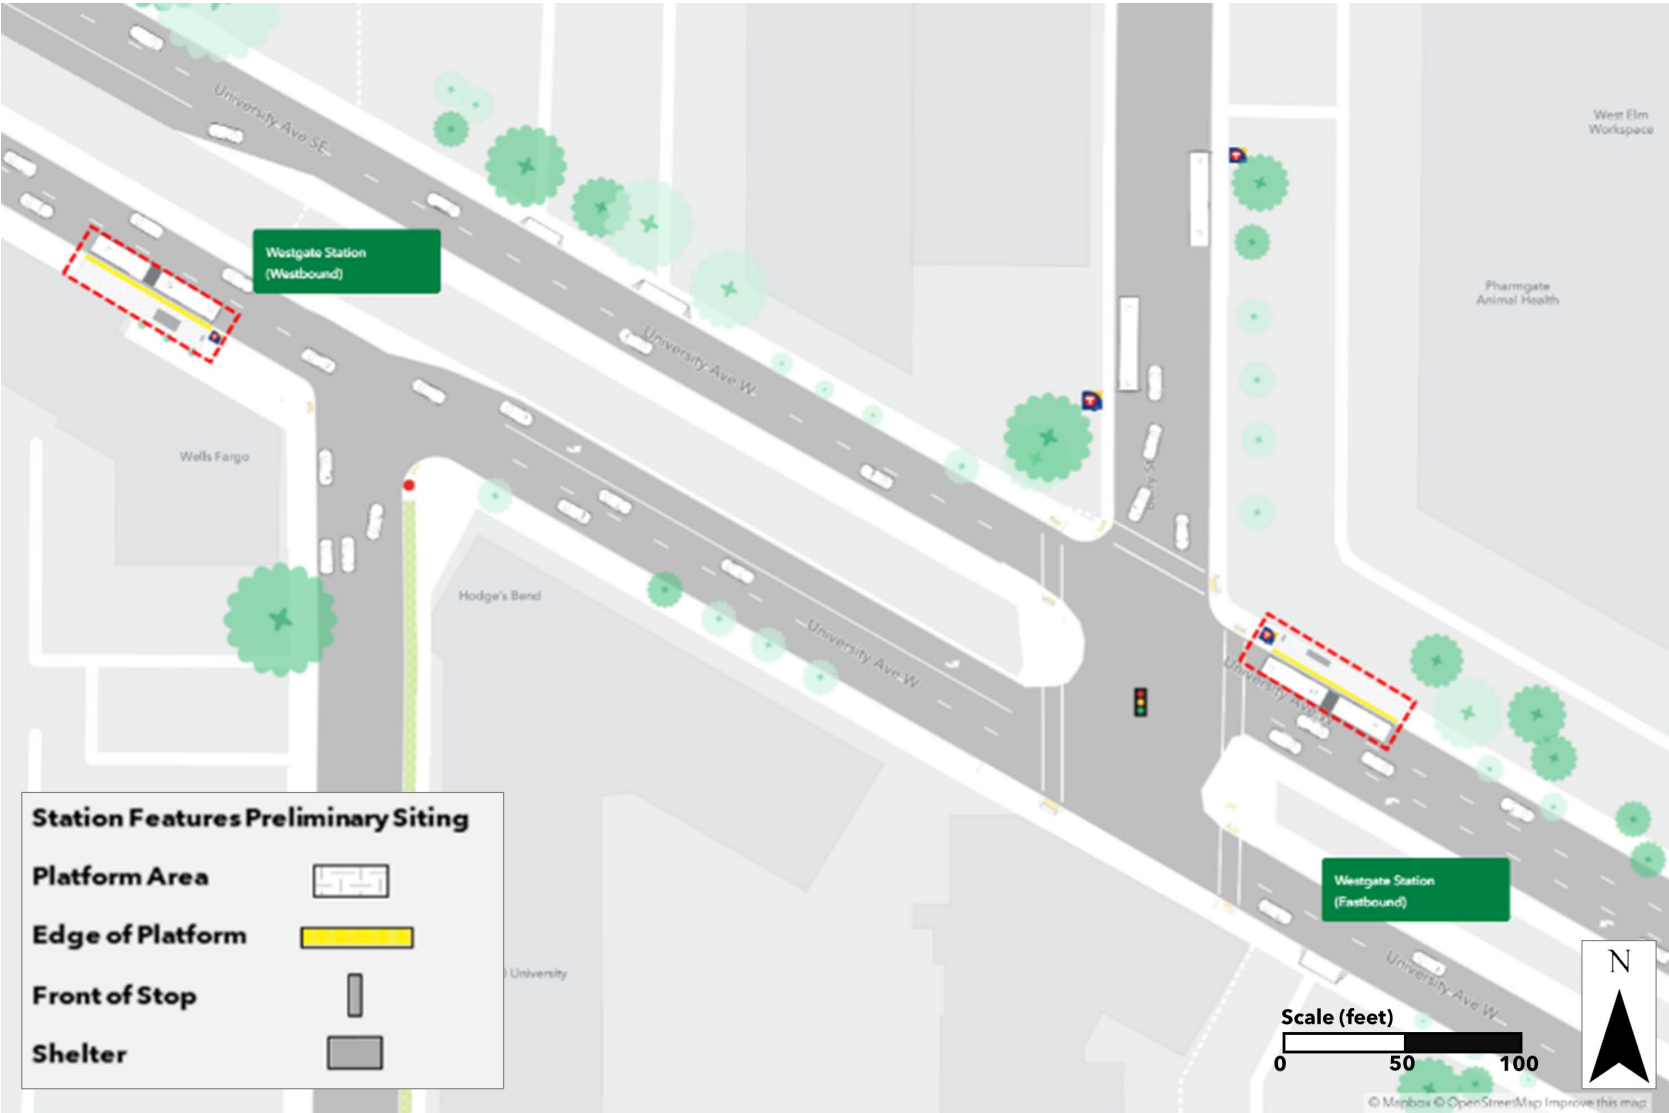 University Ave SE
West Elm
Workspace
Westgate Station
(Westbound)
Pharmgate
Animal Health
University Ave W
Wells Fargo
Hodge's Bend
University Ave W
University Ave W
Station Features Preliminary Siting
Platform Area
Edge of Platform
Front of Stop
Shelter
University
Westgate Station
(Eastbound)
University Ave W
N
Scale (feet)
0 50 100
© Mapbox © OpenStreetMap Improve this map